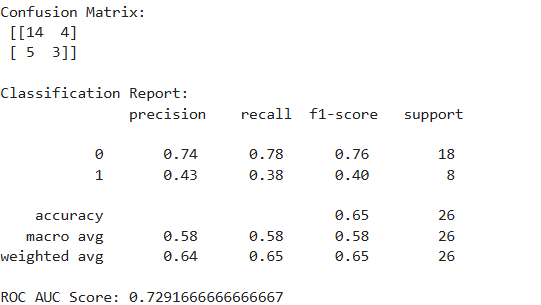 Confusion Matrix:
[[14  4]
[ 5  3]]
Classification Report:
precision    recall  f1-score   support
0       0.74      0.78      0.76        18
1       0.43      0.38      0.40         8
accuracy                           0.65        26
macro avg       0.58      0.58      0.58        26
weighted avg       0.64      0.65      0.65        26
ROC AUC Score: 0.7291666666666667